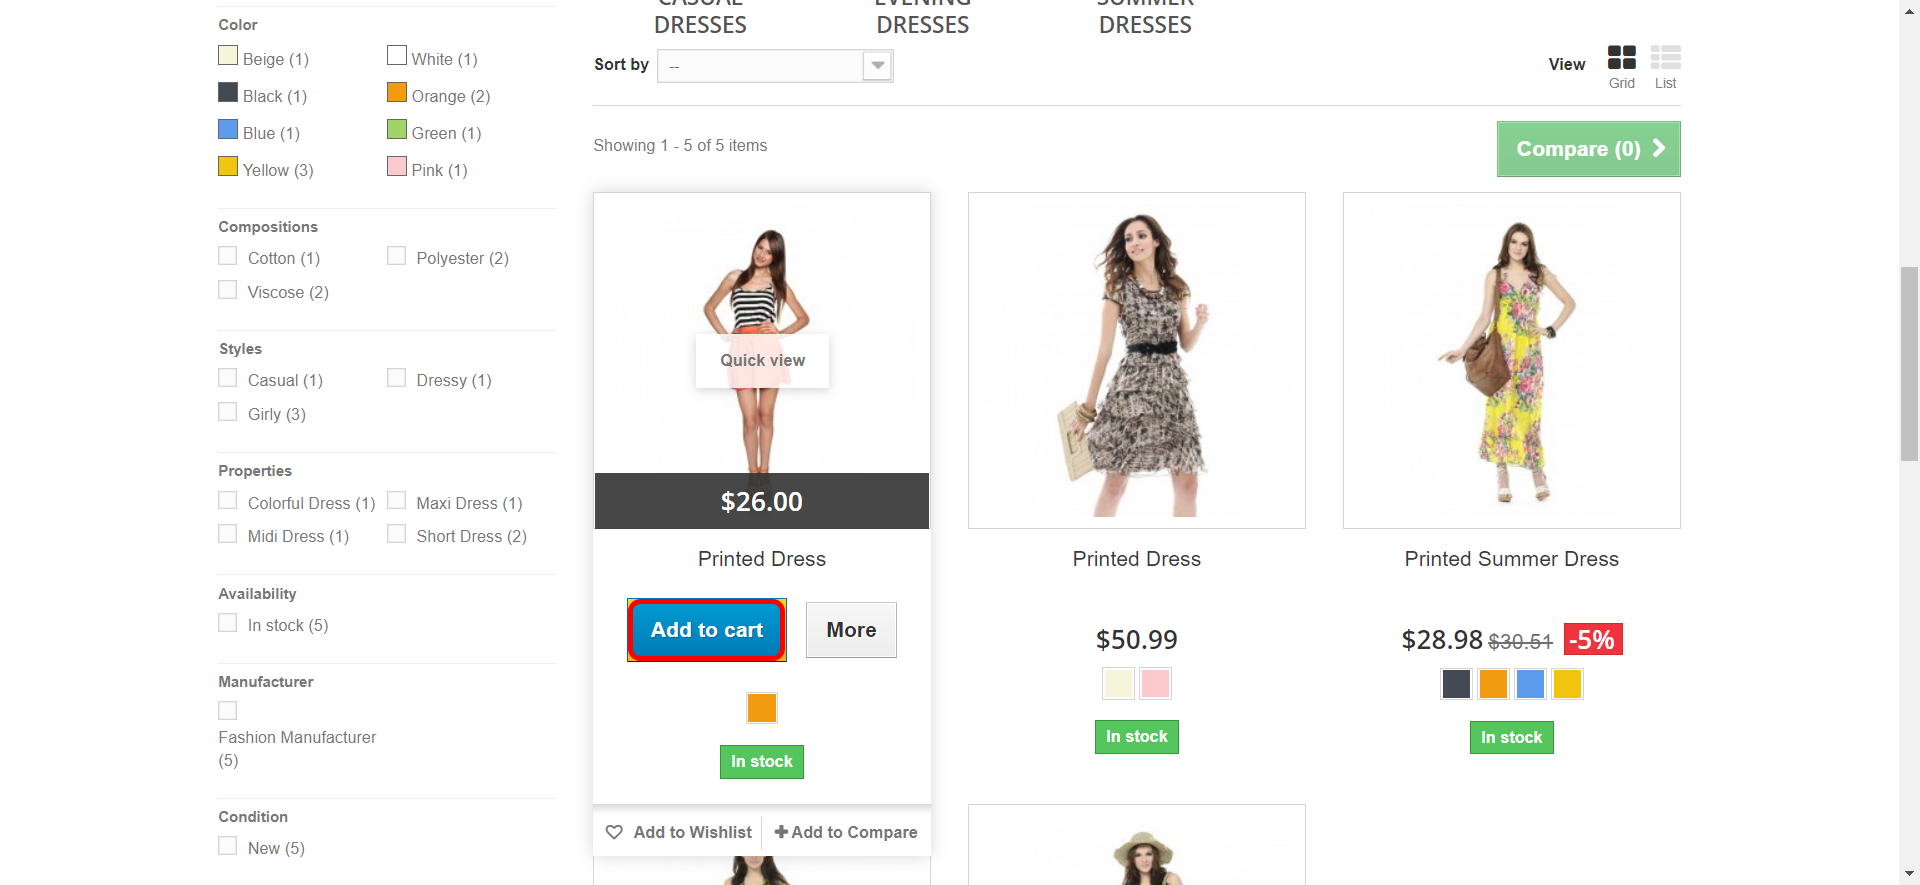 Color
Beige (1)
White (1)
Black (1)
Orange (2)
Blue (1)
Green (1)
Yellow (3)
Pink (1)
Compositions
Cotton (1)
Polyester (2)
Viscose (2)
Styles
Casual (1)
Dressy (1)
Girly (3)
Properties
Colorful Dress (1)
Maxi Dress (1)
Midi Dress (1)
Short Dress (2)
Availability
In stock (5)
Manufacturer
Fashion Manufacturer
(5)
Condition
New (5)
CASUAL
DRESSES
EVENING
DRESSES
SUMMER
DRESSES
Sort by
--
View
Grid
List
Showing 1 - 5 of 5 items
Compare (0)
Quick view
$26.00
Printed Dress
Add to cart
More
In stock
Add to Wishlist
Add to Compare
Printed Dress
$50.99
In stock
Printed Summer Dress
$28.98 $30.51 -5%
In stock